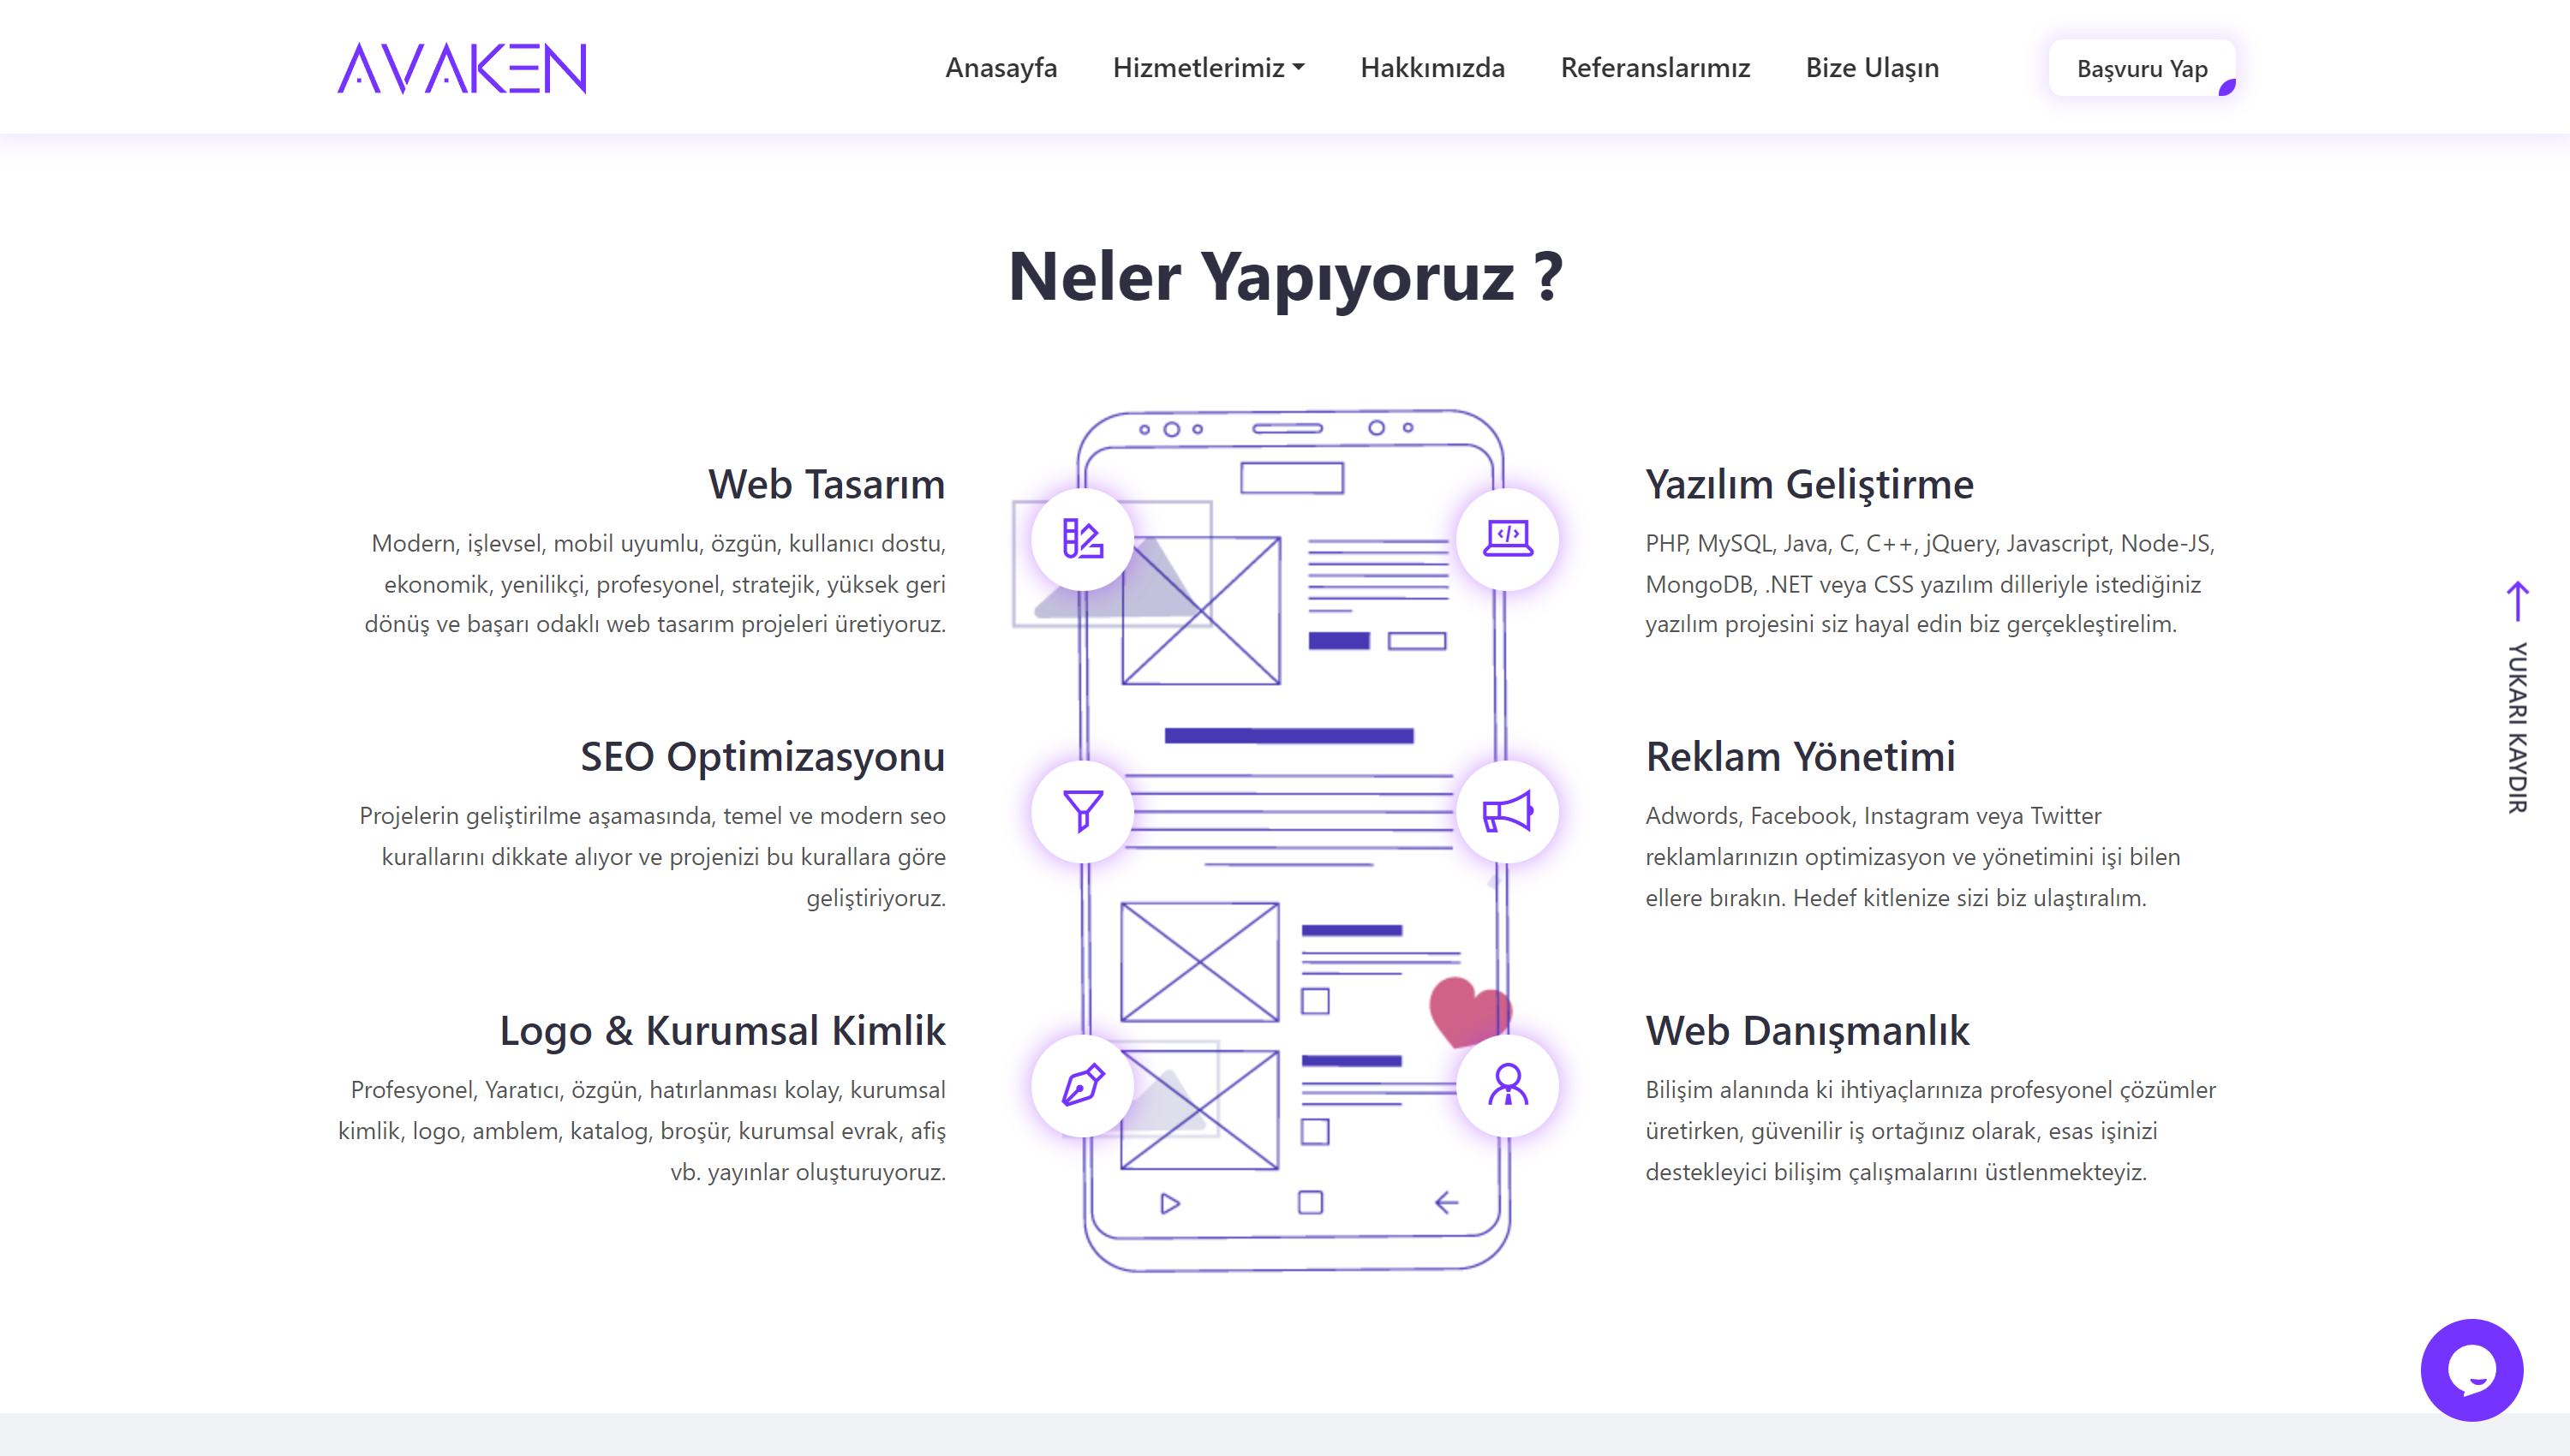 AVAKEN
Anasayfa
Hizmetlerimiz
Hakkımızda
Referanslarımız
Bize Ulaşın
Başvuru Yap
Neler Yapıyoruz ?
Web Tasarım
Modern, işlevsel, mobil uyumlu, özgün, kullanıcı dostu,
ekonomik, yenilikçi, profesyonel, stratejik, yüksek geri
dönüş ve başarı odaklı web tasarım projeleri üretiyoruz.
SEO Optimizasyonu
Projelerin geliştirilme aşamasında, temel ve modern seo
kurallarını dikkate alıyor ve projenizi bu kurallara göre
geliştiriyoruz.
Logo & Kurumsal Kimlik
Profesyonel, Yaratıcı, özgün, hatırlanması kolay, kurumsal
kimlik, logo, amblem, katalog, broşür, kurumsal evrak, afiş
vb. yayınlar oluşturuyoruz.
Yazılım Geliştirme
PHP, MySQL, Java, C, C++, jQuery, Javascript, Node-JS,
MongoDB, .NET veya CSS yazılım dilleriyle istediğiniz
yazılım projesini siz hayal edin biz gerçekleştirelim.
Reklam Yönetimi
Adwords, Facebook, Instagram veya Twitter
reklamlarınızın optimizasyon ve yönetimini işi bilen
ellere bırakın. Hedef kitlenize sizi biz ulaştıralım.
Web Danışmanlık
Bilişim alanında ki ihtiyaçlarınıza profesyonel çözümler
üretirken, güvenilir iş ortağınız olarak, esas işinizi
destekleyici bilişim çalışmalarını üstlenmekteyiz.
YUKARI KAYDIR